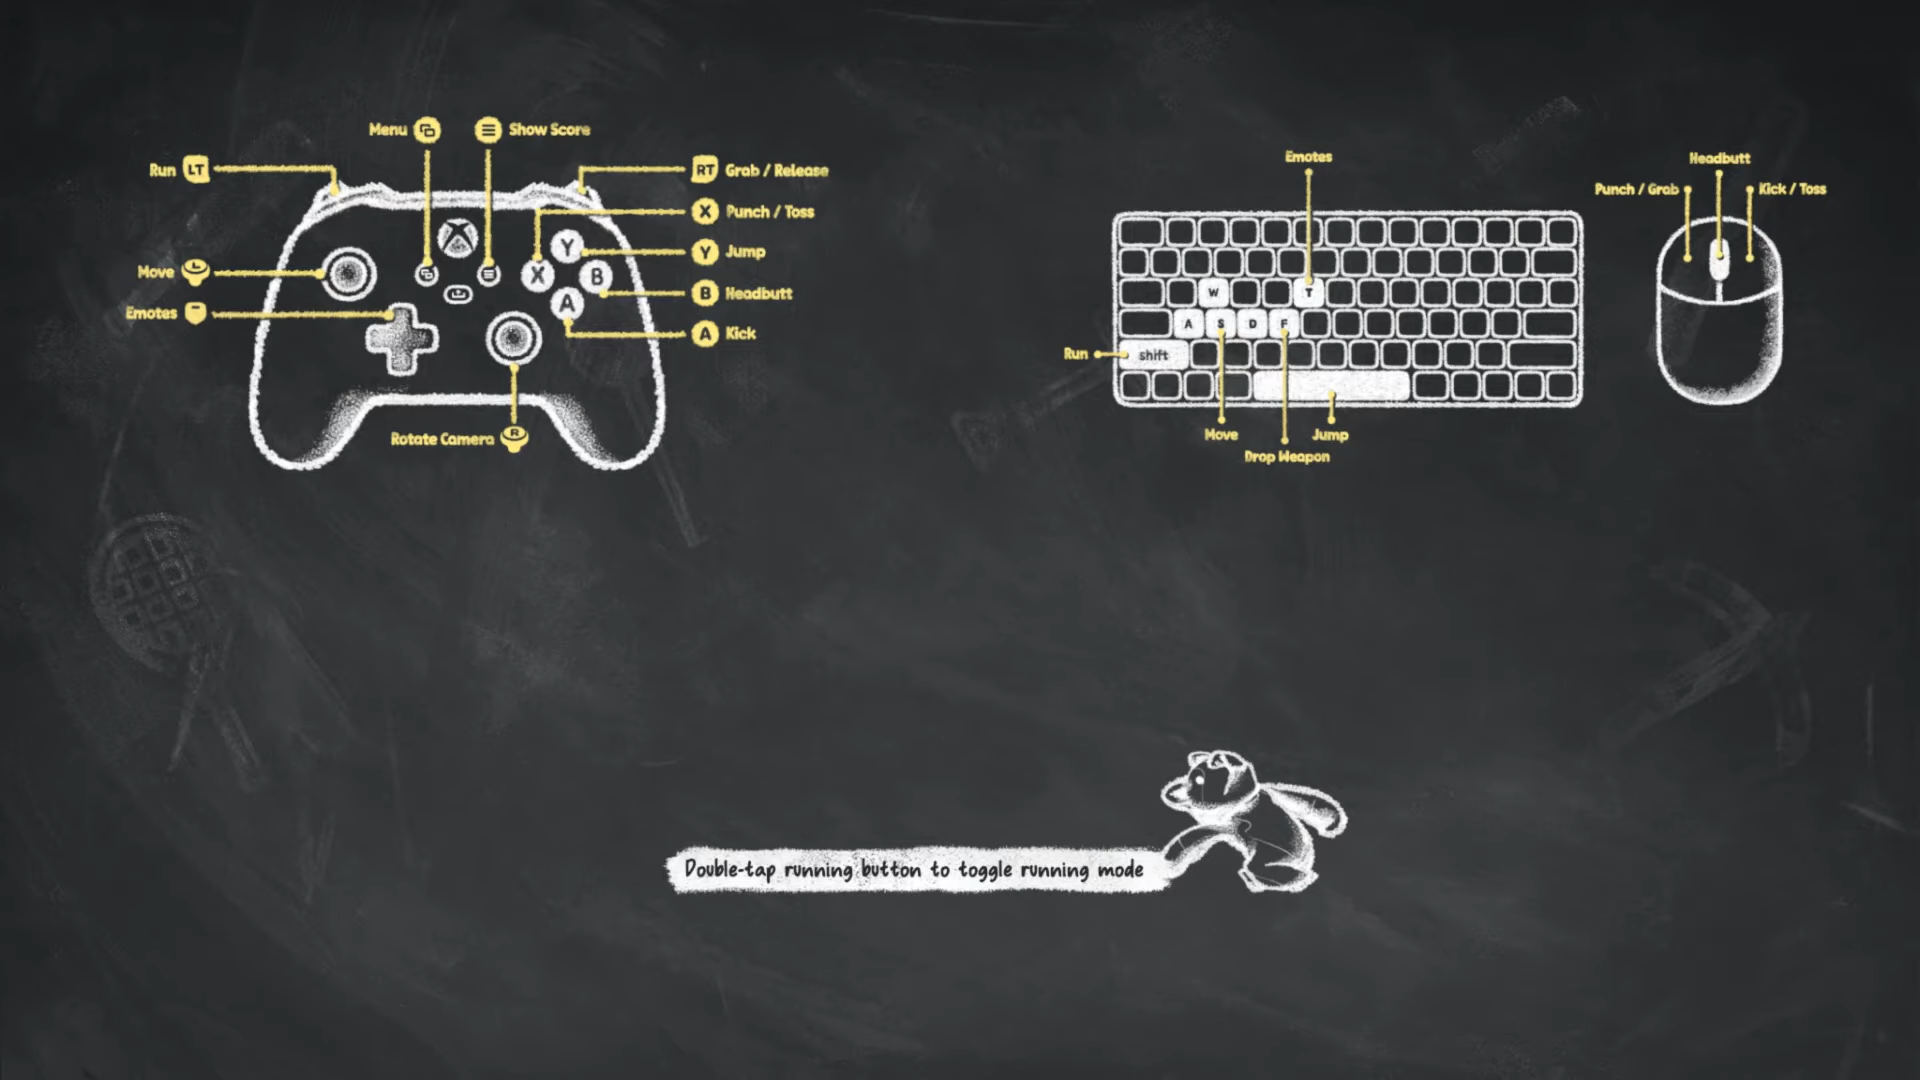 Menu
Show Score
Run LT
RT Grab / Release
X Punch / Toss
Y Jump
B Headbutt
A Kick
Move L
Emotes
Rotate Camera R
Y
X
B
A
Emotes
W
T
A
S
D
F
Run
shift
Move
Jump
Drop Weapon
Headbutt
Punch / Grab
Kick / Toss
Double-tap running button to toggle running mode